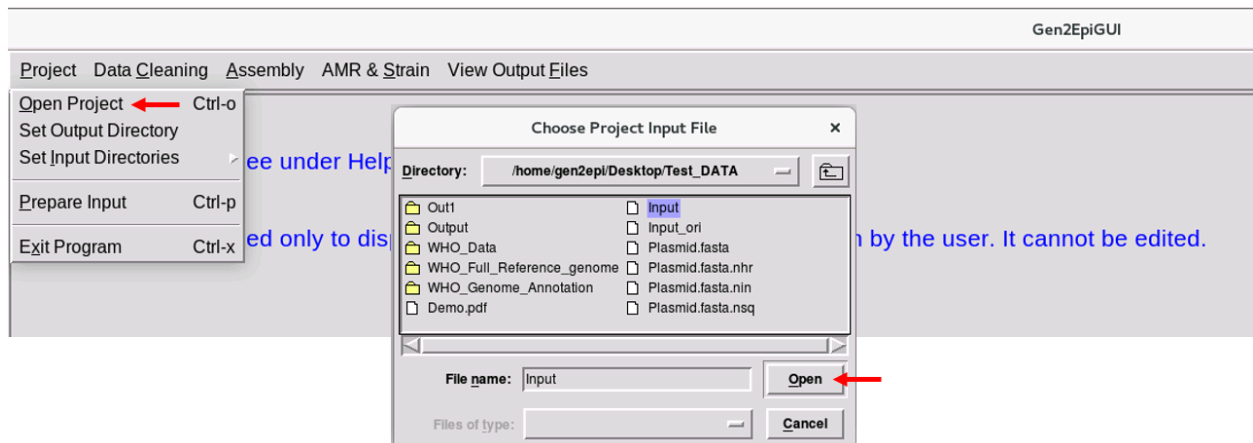 Gen2EpiGUI
Project Data Cleaning Assembly AMR & Strain View Output Files
Open Project Ctrl-o
Set Output Directory
Set Input Directories
Prepare Input Ctrl-p
Exit Program Ctrl-x
ee under Help
ed only to dis
n by the user. It cannot be edited.
Choose Project Input File ×
Directory: /home/gen2epi/Desktop/Test_DATA
Out1 Input
Output Input_ori
WHO_Data Plasmid.fasta
WHO_Full_Reference_genome Plasmid.fasta.nhr
WHO_Genome_Annotation Plasmid.fasta.nin
Demo.pdf Plasmid.fasta.nsq
File name: Input Open
Files of type: Cancel